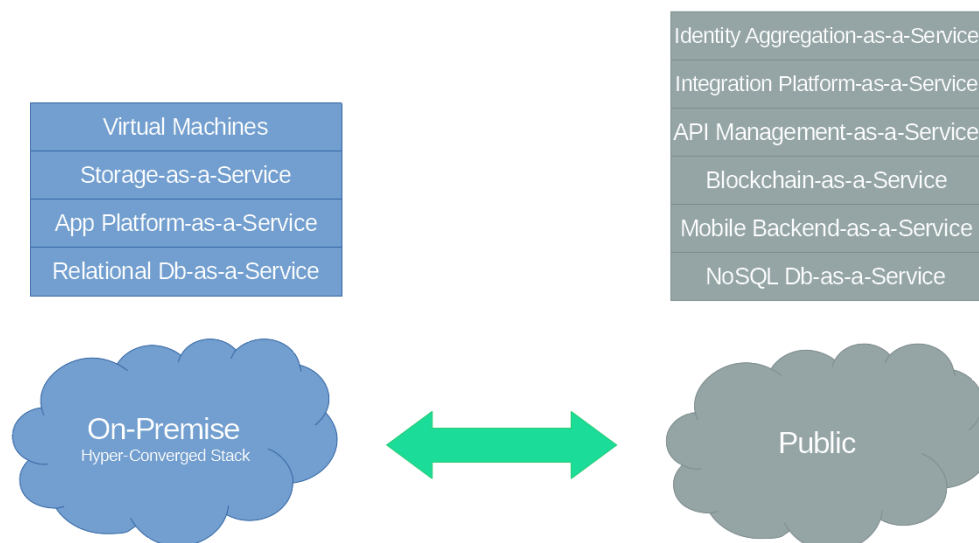 Identity Aggregation-as-a-Service
Integration Platform-as-a-Service
Virtual Machines
API Management-as-a-Service
Storage-as-a-Service
Blockchain-as-a-Service
App Platform-as-a-Service
Mobile Backend-as-a-Service
Relational Db-as-a-Service
NoSQL Db-as-a-Service
On-Premise
Hyper-Converged Stack
Public